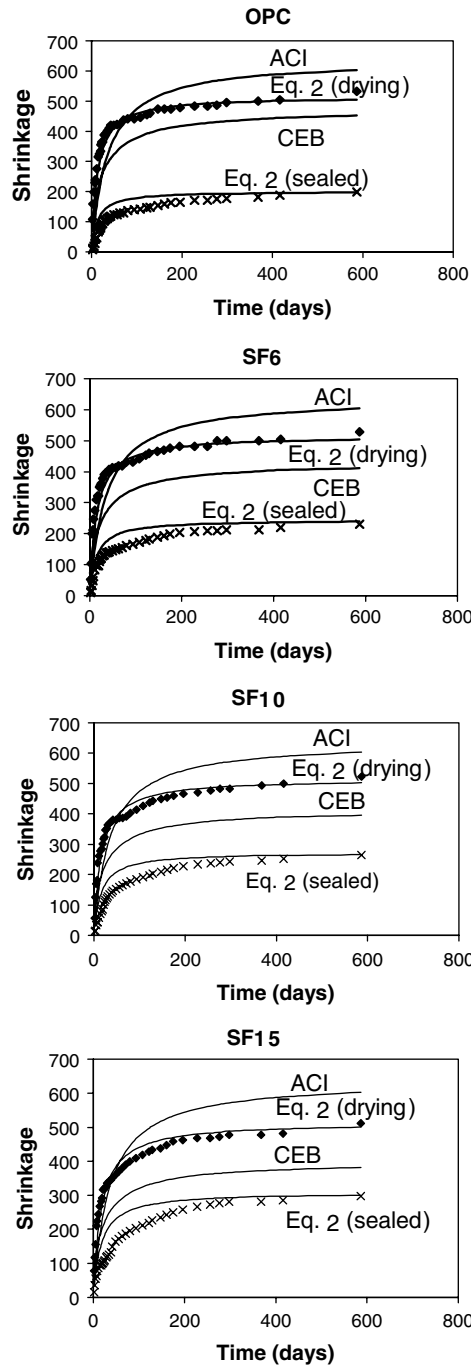 OPC
700
600
500
400
300
200
100
0
Shrinkage
ACI
Eq. 2 (drying)
CEB
Eq. 2 (sealed)
0 200 400 600 800
Time (days)
SF6
700
600
500
400
300
200
100
0
Shrinkage
ACI
Eq. 2 (drying)
CEB
Eq. 2 (sealed)
0 200 400 600 800
Time (days)
SF10
700
600
500
400
300
200
100
0
Shrinkage
ACI
Eq. 2 (drying)
CEB
Eq. 2 (sealed)
0 200 400 600 800
Time (days)
SF15
700
600
500
400
300
200
100
0
Shrinkage
ACI
Eq. 2 (drying)
CEB
Eq. 2 (sealed)
0 200 400 600 800
Time (days)